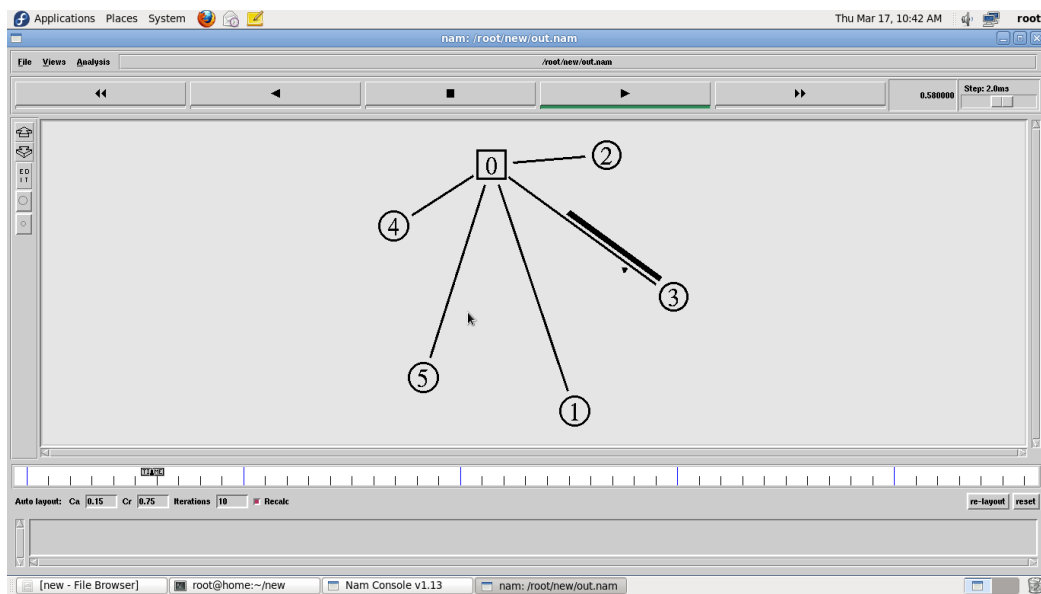 Applications Places System Thu Mar 17, 10:42 AM root
nam: /root/new/out.nam
File Views Analysis /root/new/out.nam
0.580000 Step: 2.0ms
EDIT
0
2
4
3
5
1
Auto layout: Ca 0.15 Cr 0.75 Iterations 10 Recalc re-layout reset
[new - File Browser] root@home:~/new Nam Console v1.13 nam: /root/new/out.nam